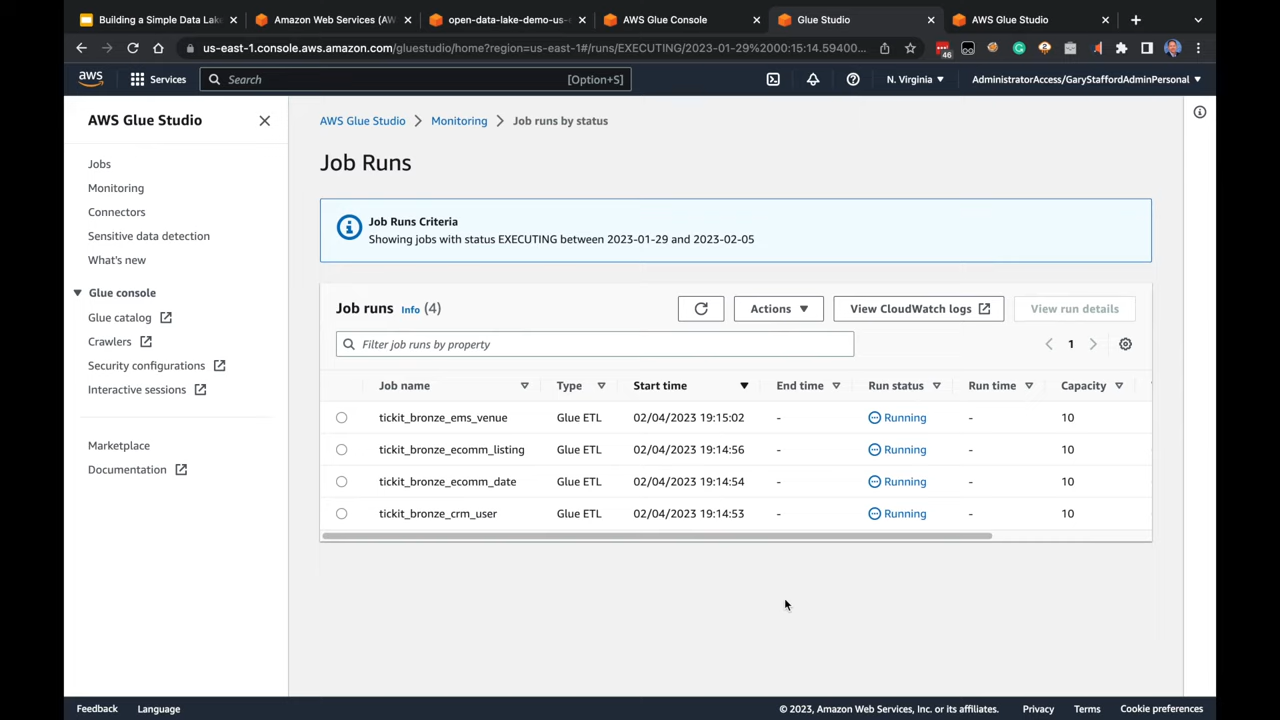 Building a Simple Data Lake
Amazon Web Services (AW
open-data-lake-demo-us-e
AWS Glue Console
Glue Studio
AWS Glue Studio
us-east-1.console.aws.amazon.com/gluestudio/home?region=us-east-1#/runs/EXECUTING/2023-01-29%2000:15:14.59400...
46
aws
Services
Search
[Option+S]
N. Virginia
AdministratorAccess/GaryStaffordAdminPersonal
AWS Glue Studio
Jobs
Monitoring
Connectors
Sensitive data detection
What's new
Glue console
Glue catalog
Crawlers
Security configurations
Interactive sessions
Marketplace
Documentation
AWS Glue Studio > Monitoring > Job runs by status
Job Runs
Job Runs Criteria
Showing jobs with status EXECUTING between 2023-01-29 and 2023-02-05
Job runs Info (4)
Actions
View CloudWatch logs
View run details
Filter job runs by property
1
Job name Type Start time End time Run status Run time Capacity
tickit_bronze_ems_venue Glue ETL 02/04/2023 19:15:02 - Running - 10
tickit_bronze_ecomm_listing Glue ETL 02/04/2023 19:14:56 - Running - 10
tickit_bronze_ecomm_date Glue ETL 02/04/2023 19:14:54 - Running - 10
tickit_bronze_crm_user Glue ETL 02/04/2023 19:14:53 - Running - 10
Feedback Language © 2023, Amazon Web Services, Inc. or its affiliates. Privacy Terms Cookie preferences